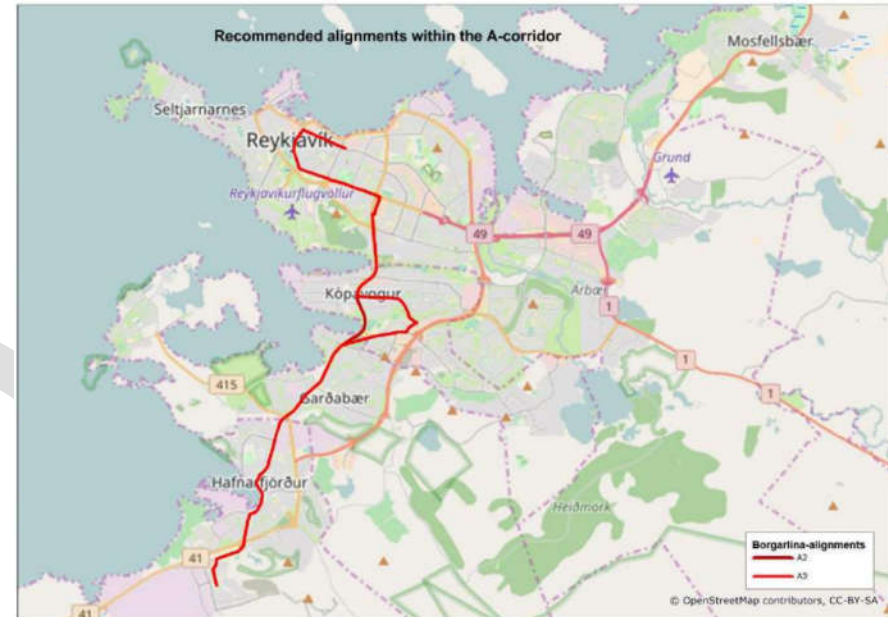 Recommended alignments within the A-corridor
Mosfellsbær
Seltjarnarnes
Reykjavík
Grund
Reykjavíkurflugvöllur
49
49
Kópavogur
Árbær
1
1
415
1
Garðabær
Hafnarfjörður
Heiðmörk
41
41
Borgarlína-alignments
A2
© OpenStreetMap contributors, CC-BY-SA